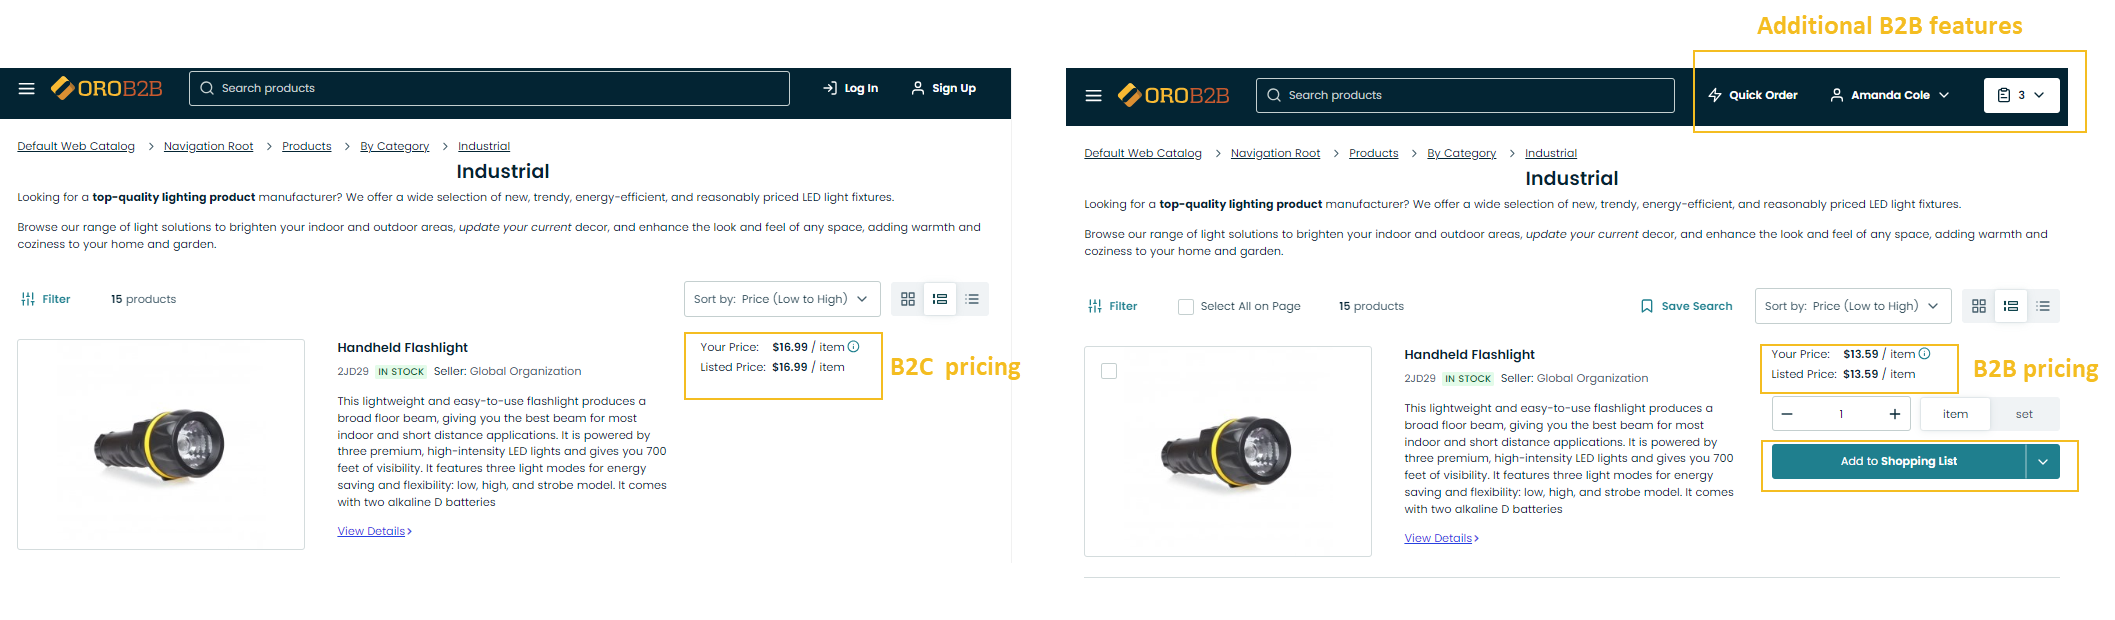 Additional B2B features
OROB2B
Search products
Log In
Sign Up
Default Web Catalog > Navigation Root > Products > By Category > Industrial
Industrial
Looking for a top-quality lighting product manufacturer? We offer a wide selection of new, trendy, energy-efficient, and reasonably priced LED light fixtures.
Browse our range of light solutions to brighten your indoor and outdoor areas, update your current decor, and enhance the look and feel of any space, adding warmth and
coziness to your home and garden.
Filter
15 products
Sort by: Price (Low to High)
Handheld Flashlight
2JD29 IN STOCK Seller: Global Organization
This lightweight and easy-to-use flashlight produces a
broad floor beam, giving you the best beam for most
indoor and short distance applications. It is powered by
three premium, high-intensity LED lights and gives you 700
feet of visibility. It features three light modes for energy
saving and flexibility: low, high, and strobe model. It comes
with two alkaline D batteries
View Details >
Your Price: $16.99 / item
Listed Price: $16.99 / item
B2C pricing
OROB2B
Search products
Quick Order
Amanda Cole
3
Default Web Catalog > Navigation Root > Products > By Category > Industrial
Industrial
Looking for a top-quality lighting product manufacturer? We offer a wide selection of new, trendy, energy-efficient, and reasonably priced LED light fixtures.
Browse our range of light solutions to brighten your indoor and outdoor areas, update your current decor, and enhance the look and feel of any space, adding warmth and
coziness to your home and garden.
Filter
Select All on Page
15 products
Save Search
Sort by: Price (Low to High)
Handheld Flashlight
2JD29 IN STOCK Seller: Global Organization
This lightweight and easy-to-use flashlight produces a
broad floor beam, giving you the best beam for most
indoor and short distance applications. It is powered by
three premium, high-intensity LED lights and gives you 700
feet of visibility. It features three light modes for energy
saving and flexibility: low, high, and strobe model. It comes
with two alkaline D batteries
View Details >
Your Price: $13.59 / item
Listed Price: $13.59 / item
B2B pricing
− 1 + item set
Add to Shopping List